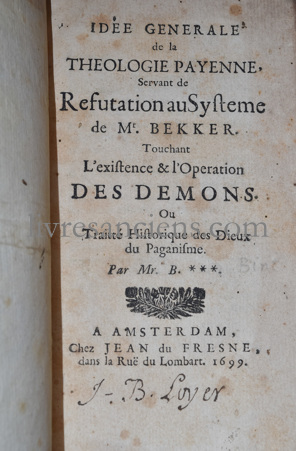 IDÉE GENERALE
de la
THEOLOGIE PAYENNE,
Servant de
Refutation au Systeme
de Mr. BEKKER.
Touchant
L'existence & l'Operation
DES DEMONS.
Ou
Traitté Historique des Dieux
du Paganisme.
Par Mr. B. ***.
A AMSTERDAM,
Chez JEAN du FRESNE,
dans la Ruë du Lombart. 1699.
J-B. Loyer